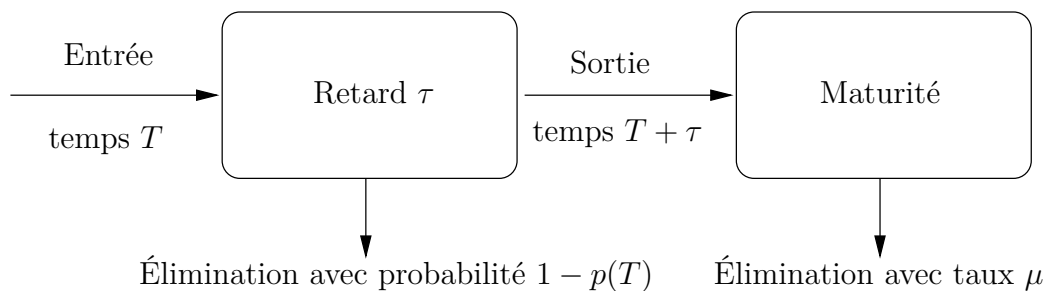 Entrée
temps T
Retard τ
Sortie
temps T + τ
Maturité
Élimination avec probabilité 1 − p(T)
Élimination avec taux μ